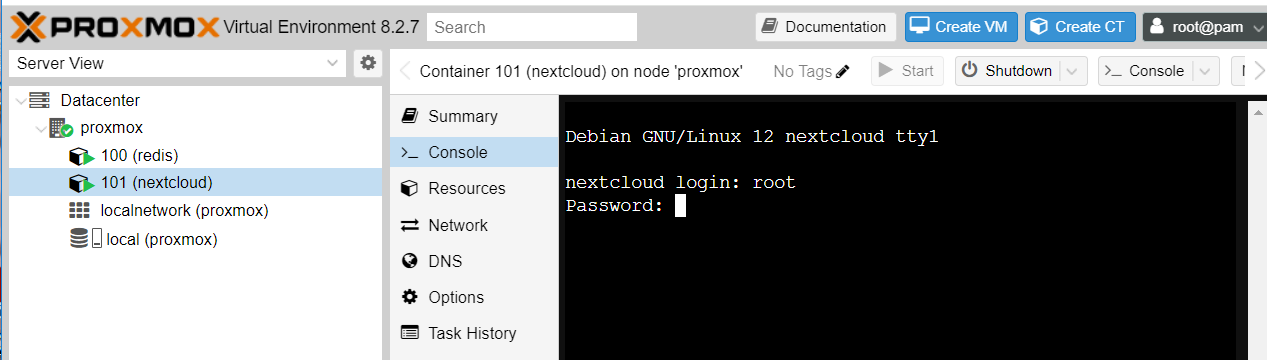 PROXMOX Virtual Environment 8.2.7 Search Documentation Create VM Create CT root@pam
Server View
Datacenter
proxmox
100 (redis)
101 (nextcloud)
localnetwork (proxmox)
local (proxmox)
Container 101 (nextcloud) on node 'proxmox' No Tags Start Shutdown Console
Summary
Console
Resources
Network
DNS
Options
Task History
Debian GNU/Linux 12 nextcloud tty1
nextcloud login: root
Password: